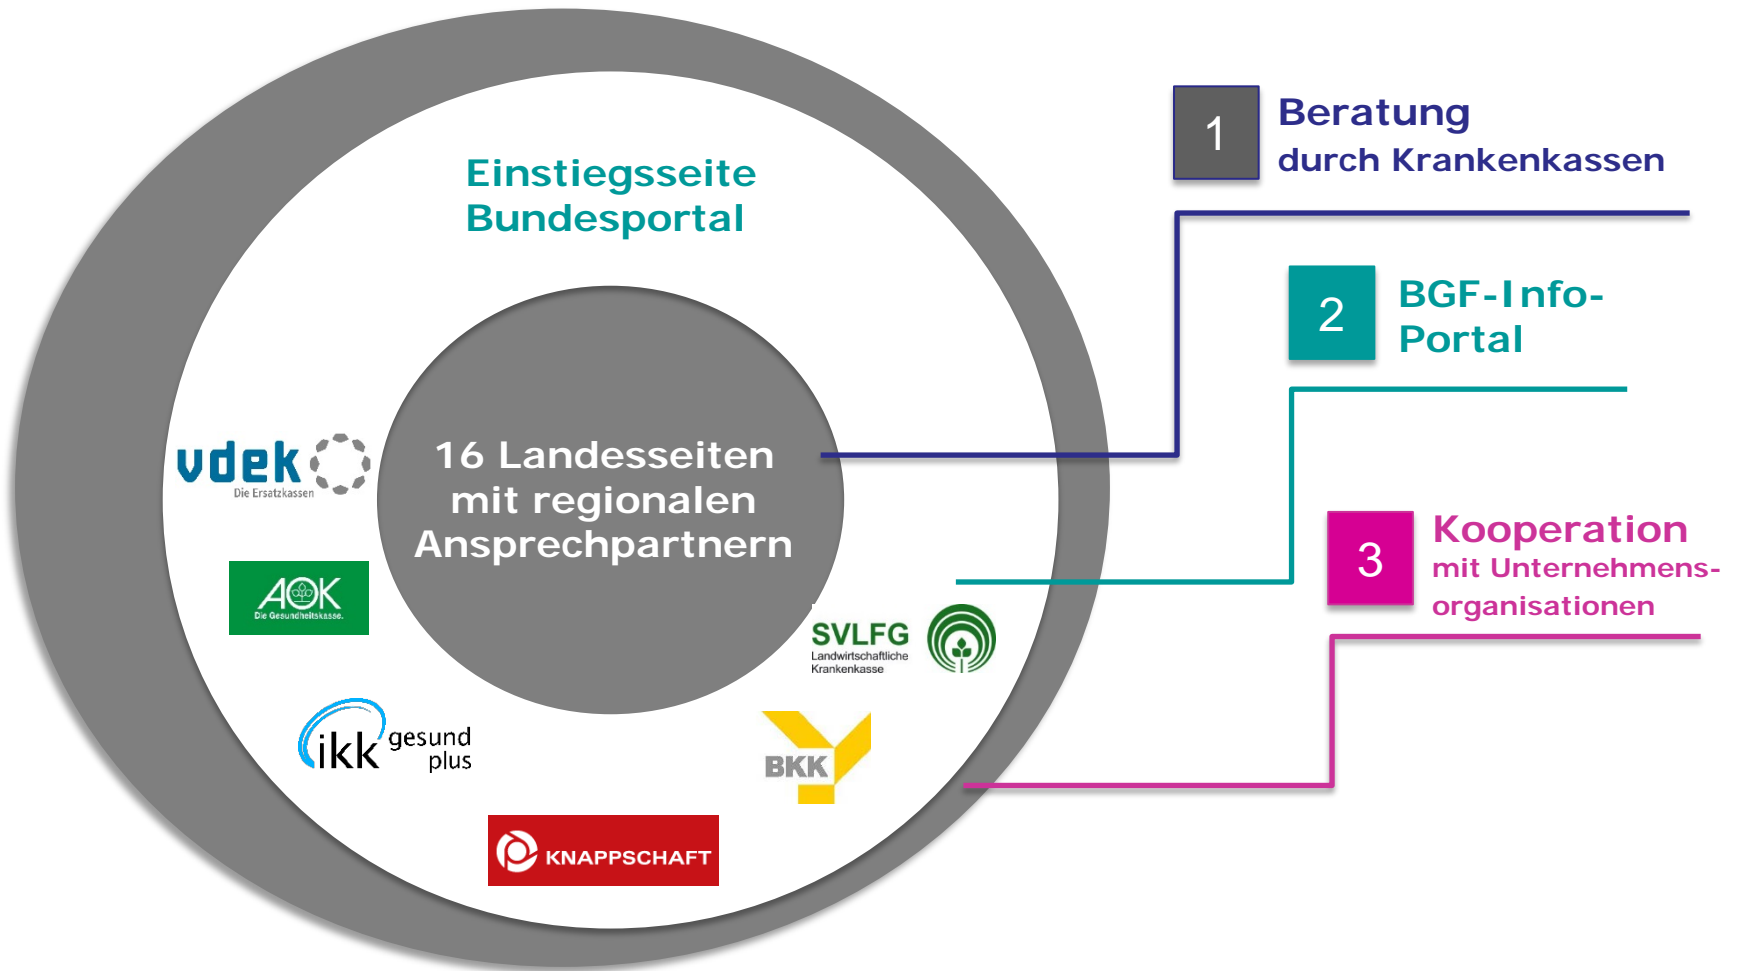 Einstiegsseite
Bundesportal
16 Landesseiten
mit regionalen
Ansprechpartnern
vdek
Die Ersatzkassen
AOK
Die Gesundheitskasse.
ikk gesund
plus
KNAPPSCHAFT
BKK
SVLFG
Landwirtschaftliche
Krankenkasse
1
Beratung
durch Krankenkassen
2
BGF-Info-
Portal
3
Kooperation
mit Unternehmens-
organisationen